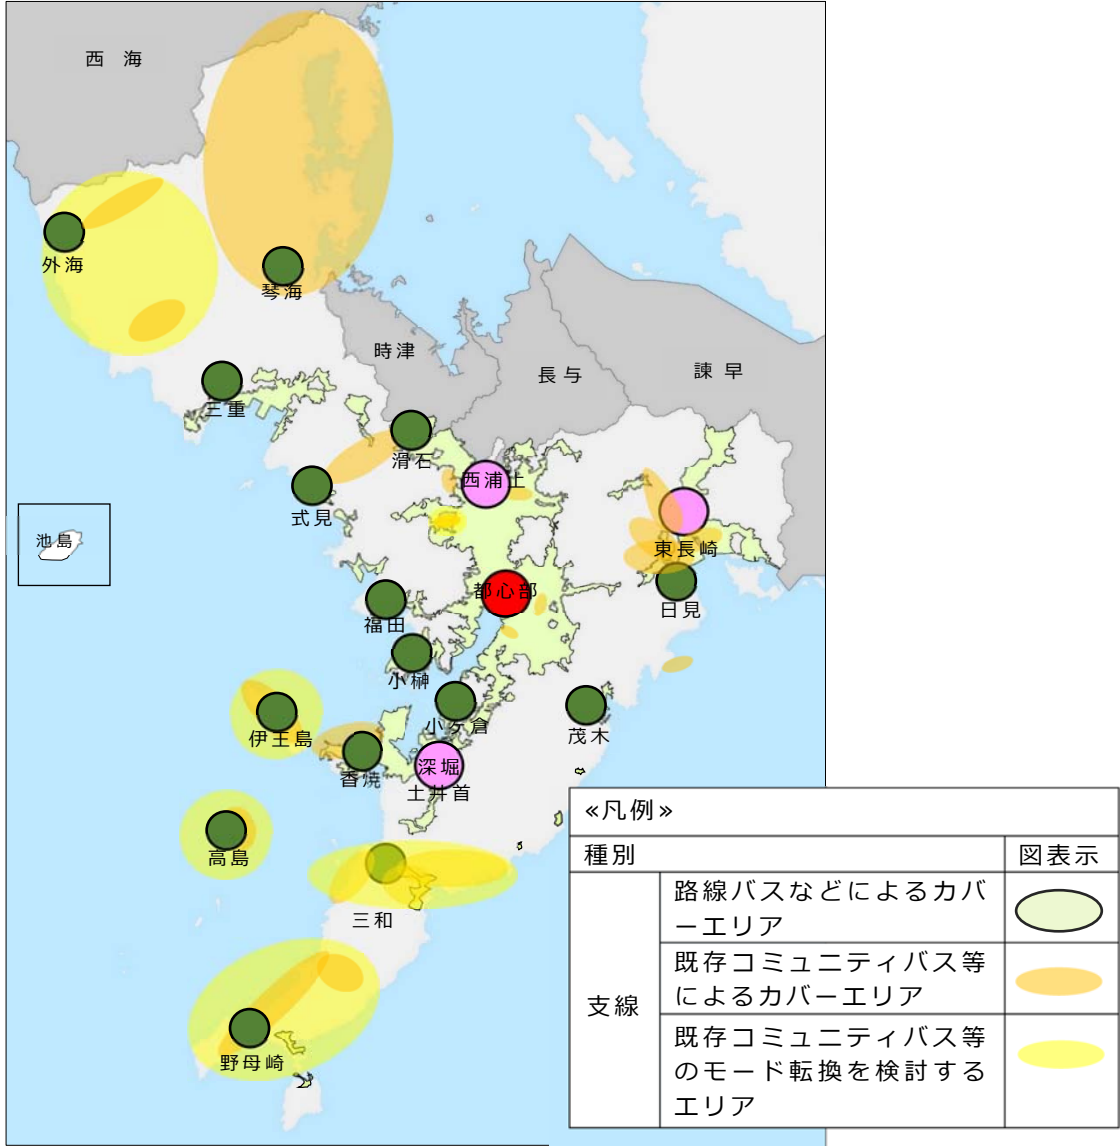 西海
外海
琴海
時津
長与
諫早
三重
滑石
西浦上
式見
池島
東長崎
都心部
日見
福田
小榊
伊王島
小ヶ倉
茂木
香焼
深堀
土井首
高島
三和
野母崎
«凡例»
種別 図表示
支線
路線バスなどによるカバ
ーエリア
既存コミュニティバス等
によるカバーエリア
既存コミュニティバス等
のモード転換を検討する
エリア